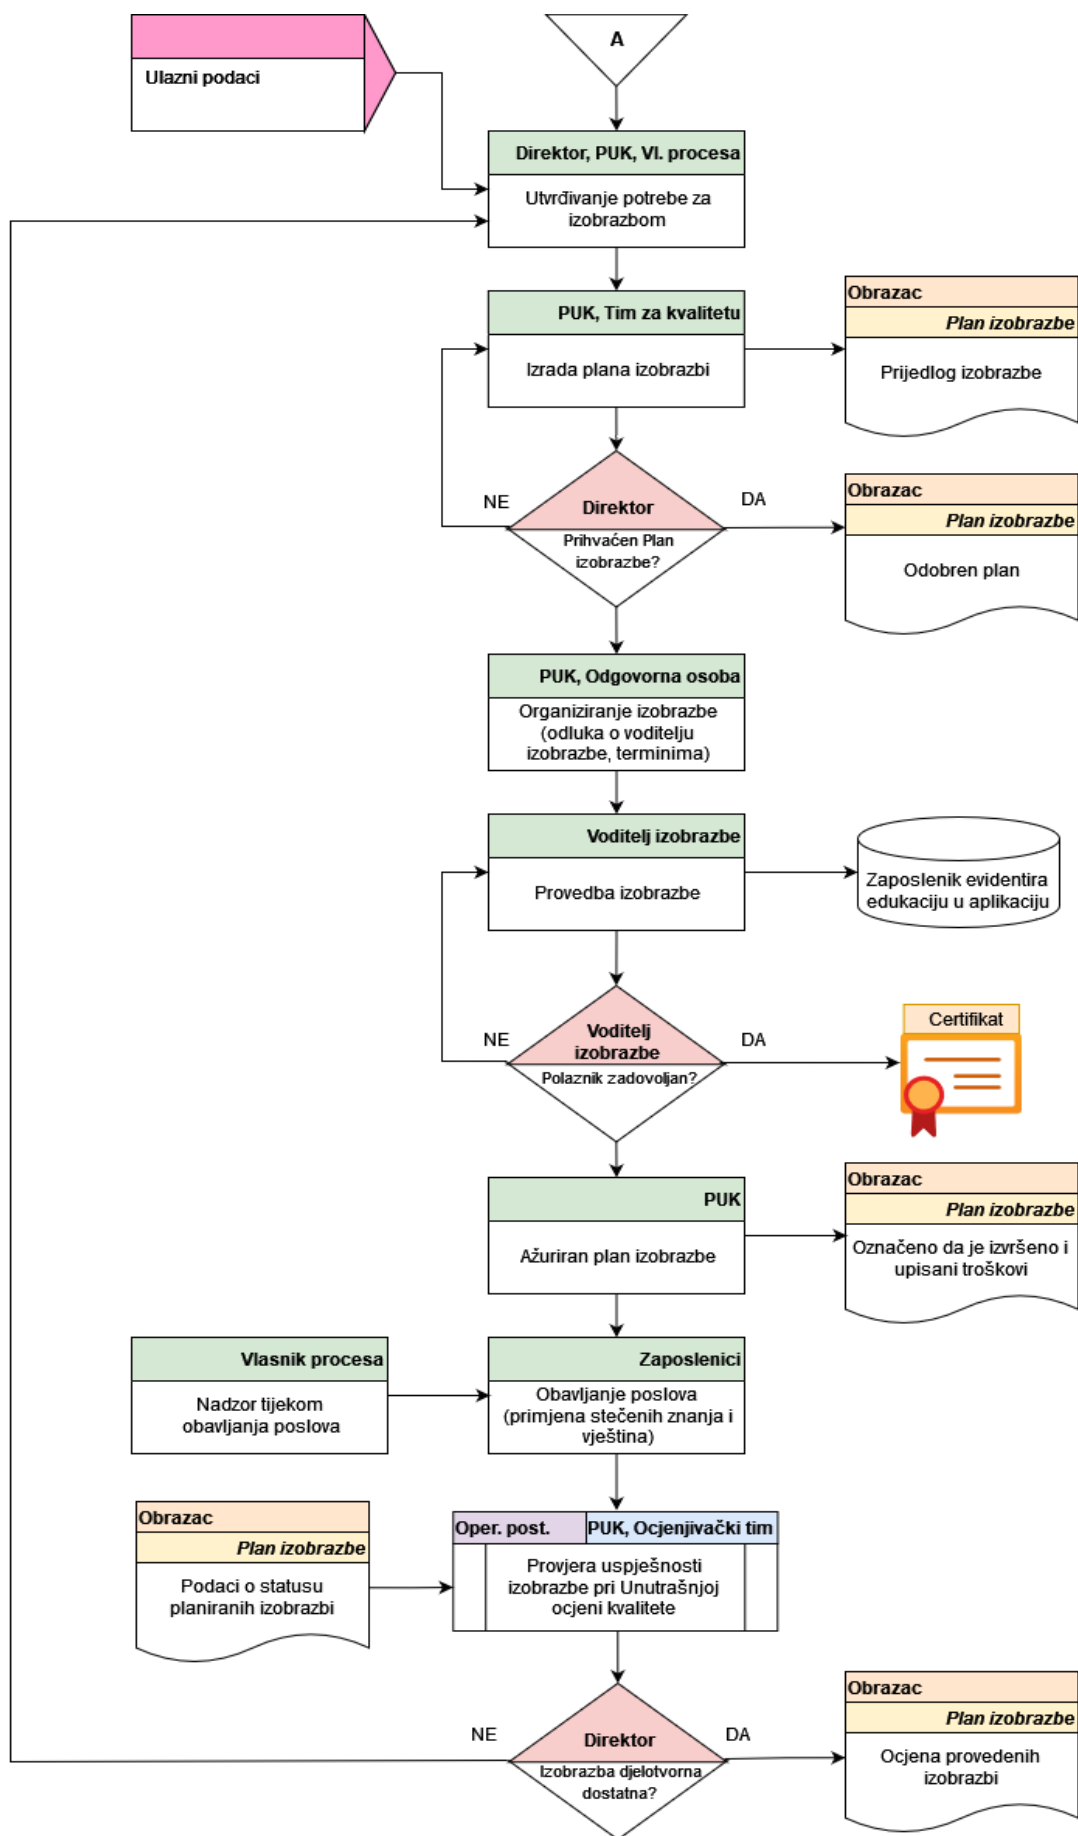 A
Ulazni podaci
Direktor, PUK, Vl. procesa
Utvrđivanje potrebe za
izobrazbom
PUK, Tim za kvalitetu
Izrada plana izobrazbi
Obrazac
Plan izobrazbe
Prijedlog izobrazbe
NE
Direktor
Prihvaćen Plan
izobrazbe?
DA
Obrazac
Plan izobrazbe
Odobren plan
PUK, Odgovorna osoba
Organiziranje izobrazbe
(odluka o voditelju
izobrazbe, terminima)
Voditelj izobrazbe
Provedba izobrazbe
Zaposlenik evidentira
edukaciju u aplikaciju
NE
Voditelj
izobrazbe
Polaznik zadovoljan?
DA
Certifikat
PUK
Ažuriran plan izobrazbe
Obrazac
Plan izobrazbe
Označeno da je izvršeno i
upisani troškovi
Vlasnik procesa
Nadzor tijekom
obavljanja poslova
Zaposlenici
Obavljanje poslova
(primjena stečenih znanja i
vještina)
Obrazac
Plan izobrazbe
Podaci o statusu
planiranih izobrazbi
Oper. post.
PUK, Ocjenjivački tim
Provjera uspješnosti
izobrazbe pri Unutrašnjoj
ocjeni kvalitete
NE
Direktor
Izobrazba djelotvorna
dostatna?
DA
Obrazac
Plan izobrazbe
Ocjena provedenih
izobrazbi